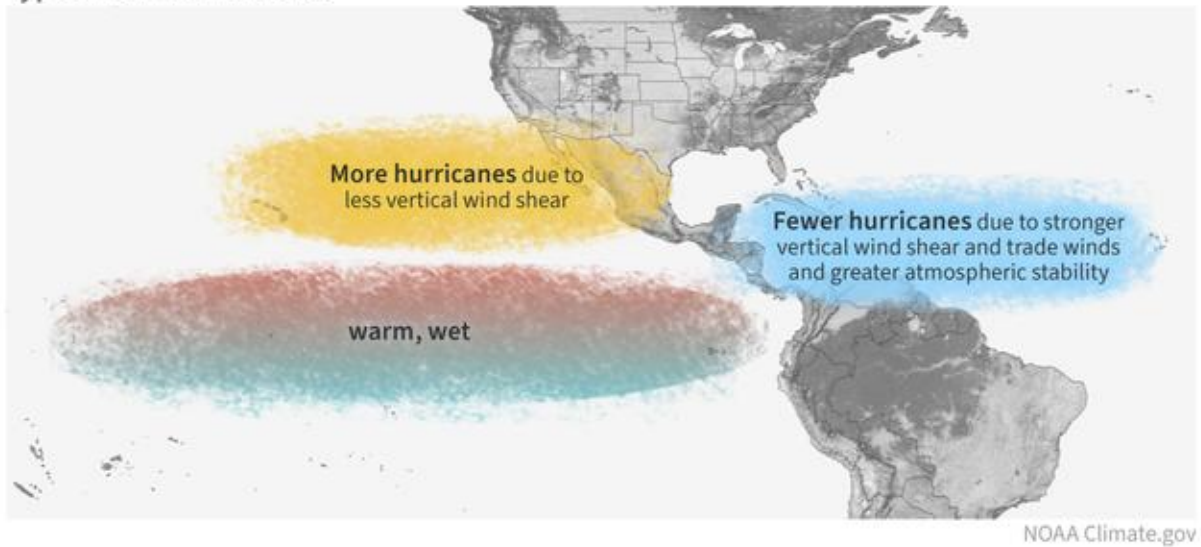 More hurricanes due to
less vertical wind shear
Fewer hurricanes due to stronger
vertical wind shear and trade winds
and greater atmospheric stability
warm, wet
NOAA Climate.gov